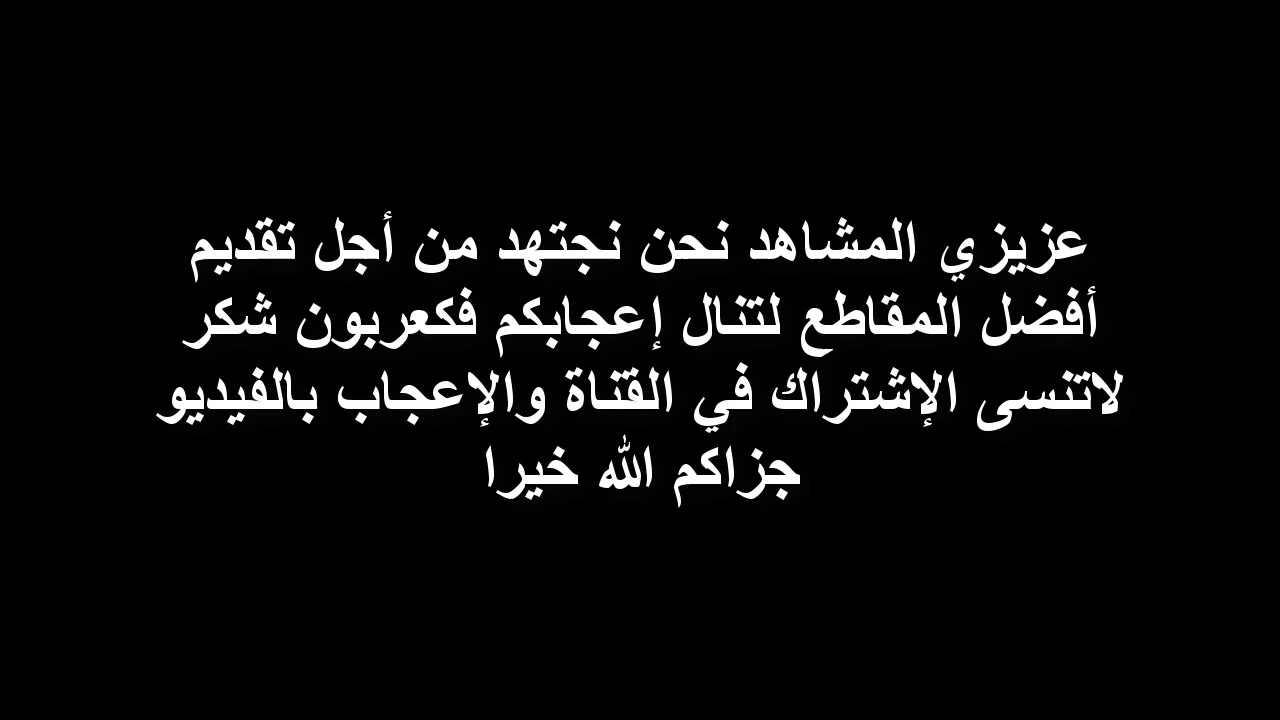 عزيزي المشاهد نحن نجتهد من أجل تقديم
أفضل المقاطع لتنال إعجابكم فكعربون شكر
لاتنسى الإشتراك في القناة والإعجاب بالفيديو
جزاكم الله خيرا